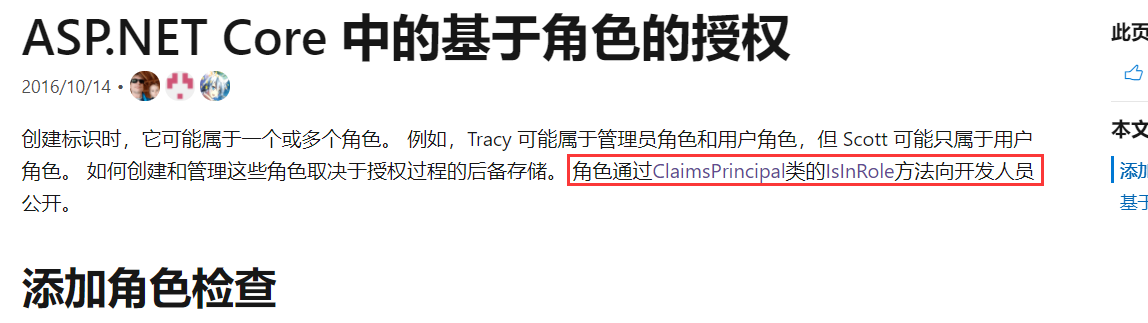 ASP.NET Core 中的基于角色的授权
此页
2016/10/14 •
创建标识时，它可能属于一个或多个角色。 例如，Tracy 可能属于管理员角色和用户角色，但 Scott 可能只属于用户
本文
角色。 如何创建和管理这些角色取决于授权过程的后备存储。 角色通过ClaimsPrincipal类的IsInRole方法向开发人员
添加
公开。
基于
添加角色检查